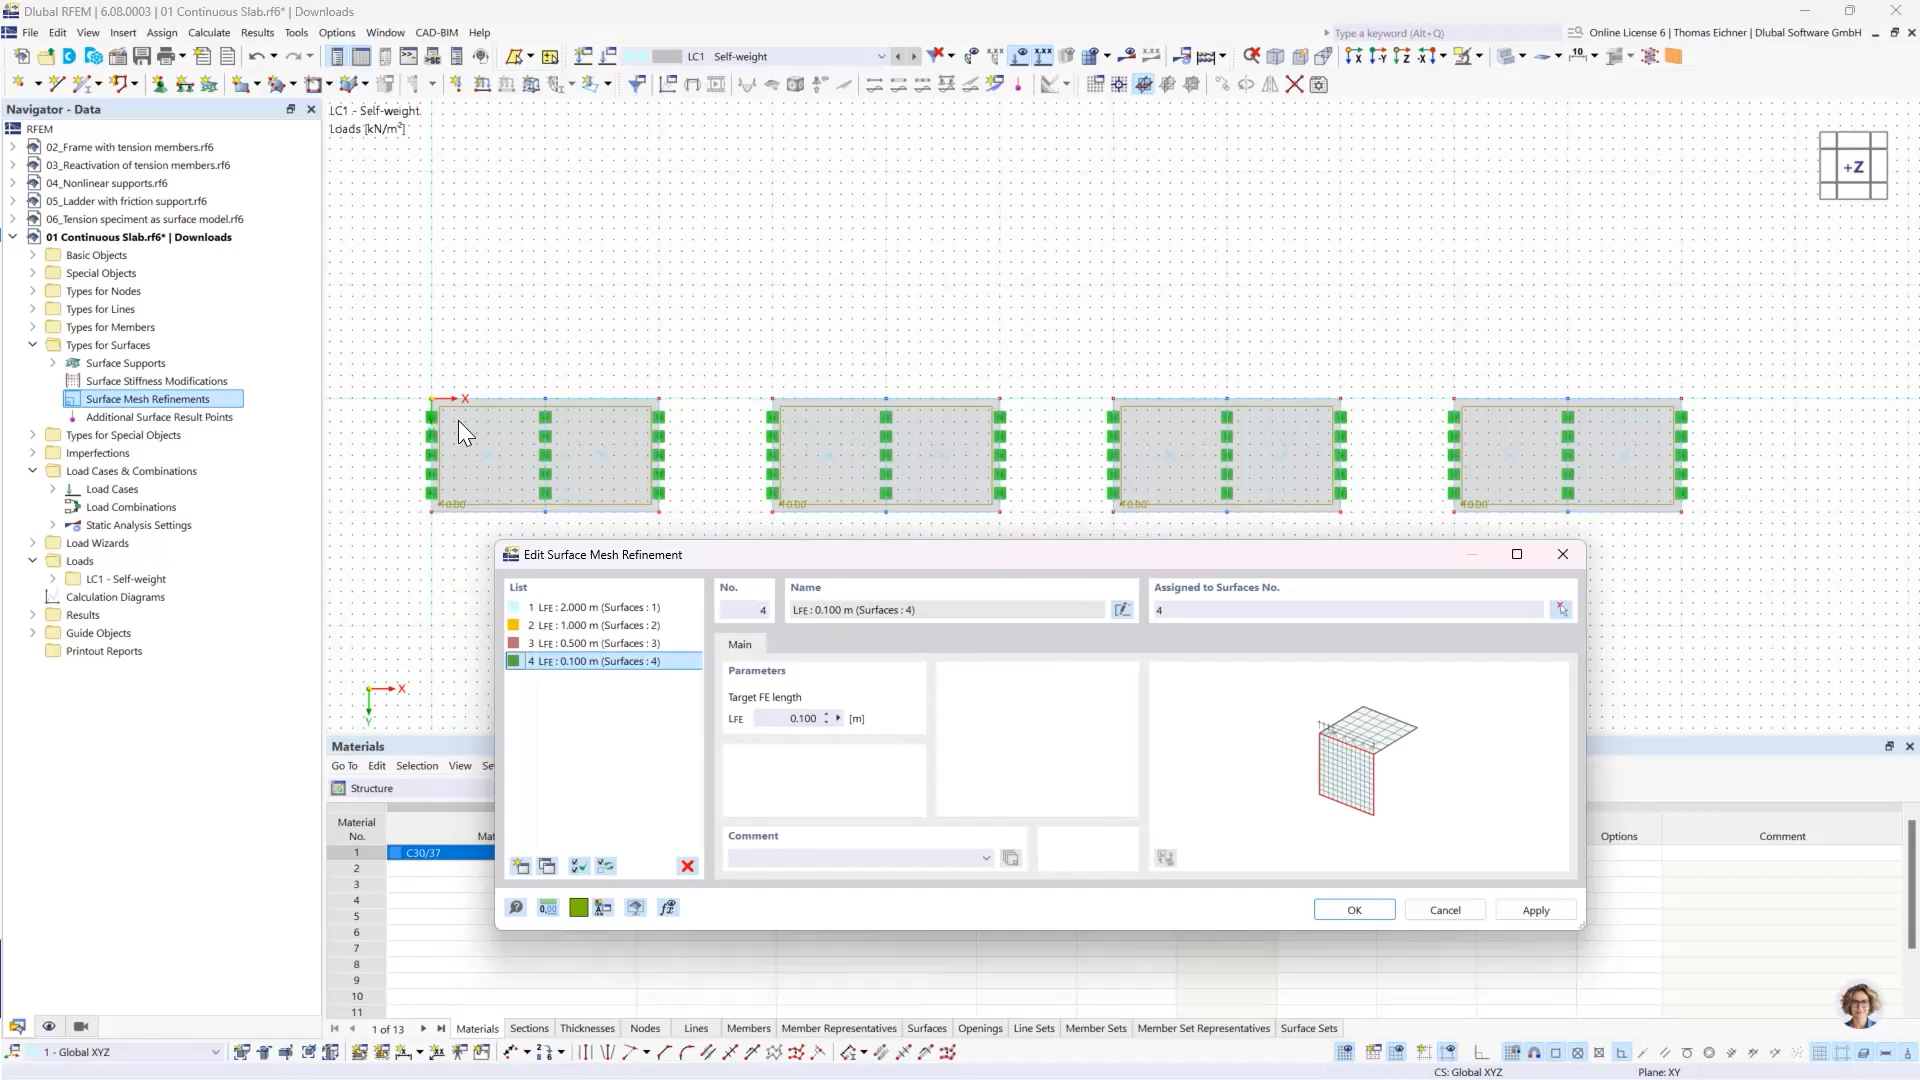 Dlubal RFEM | 6.08.0003 | 01 Continuous Slab.rf6* | Downloads
File Edit View Insert Assign Calculate Results Tools Options Window CAD-BIM Help
Type a keyword (Alt+Q)
Online License 6 | Thomas Eichner | Dlubal Software GmbH
LC1 Self-weight
Navigator - Data
RFEM
02_Frame with tension members.rf6
03_Reactivation of tension members.rf6
04_Nonlinear supports.rf6
05_Ladder with friction support.rf6
06_Tension speciment as surface model.rf6
01 Continuous Slab.rf6* | Downloads
Basic Objects
Special Objects
Types for Nodes
Types for Lines
Types for Members
Types for Surfaces
Surface Supports
Surface Stiffness Modifications
Surface Mesh Refinements
Additional Surface Result Points
Types for Special Objects
Imperfections
Load Cases & Combinations
Load Cases
Load Combinations
Static Analysis Settings
Load Wizards
Loads
LC1 - Self-weight
Calculation Diagrams
Results
Guide Objects
Printout Reports
LC1 - Self-weight
Loads [kN/m²]
+Z
X
10.00
10.00
10.00
10.00
X
Y
Edit Surface Mesh Refinement
List
1 LFE : 2.000 m (Surfaces : 1)
2 LFE : 1.000 m (Surfaces : 2)
3 LFE : 0.500 m (Surfaces : 3)
4 LFE : 0.100 m (Surfaces : 4)
No.
4
Name
LFE : 0.100 m (Surfaces : 4)
Assigned to Surfaces No.
4
Main
Parameters
Target FE length
LFE 0.100 [m]
Comment
OK Cancel Apply
Materials
Go To Edit Selection View Se
Structure
Material
No.
Mat
Options
Comment
1 C30/37
2
3
4
5
6
7
8
9
10
11
1 of 13
Materials Sections Thicknesses Nodes Lines Members Member Representatives Surfaces Openings Line Sets Member Sets Member Set Representatives Surface Sets
1 - Global XYZ
CS: Global XYZ
Plane: XY